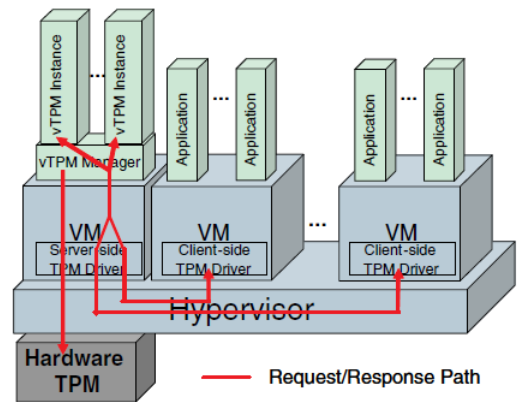 vTPM Instance
...
vTPM Instance
Application
...
Application
Application
...
Application
vTPM Manager
VM
Server-side
TPM Driver
VM
Client-side
TPM Driver
...
VM
Client-side
TPM Driver
Hypervisor
Hardware
TPM
Request/Response Path